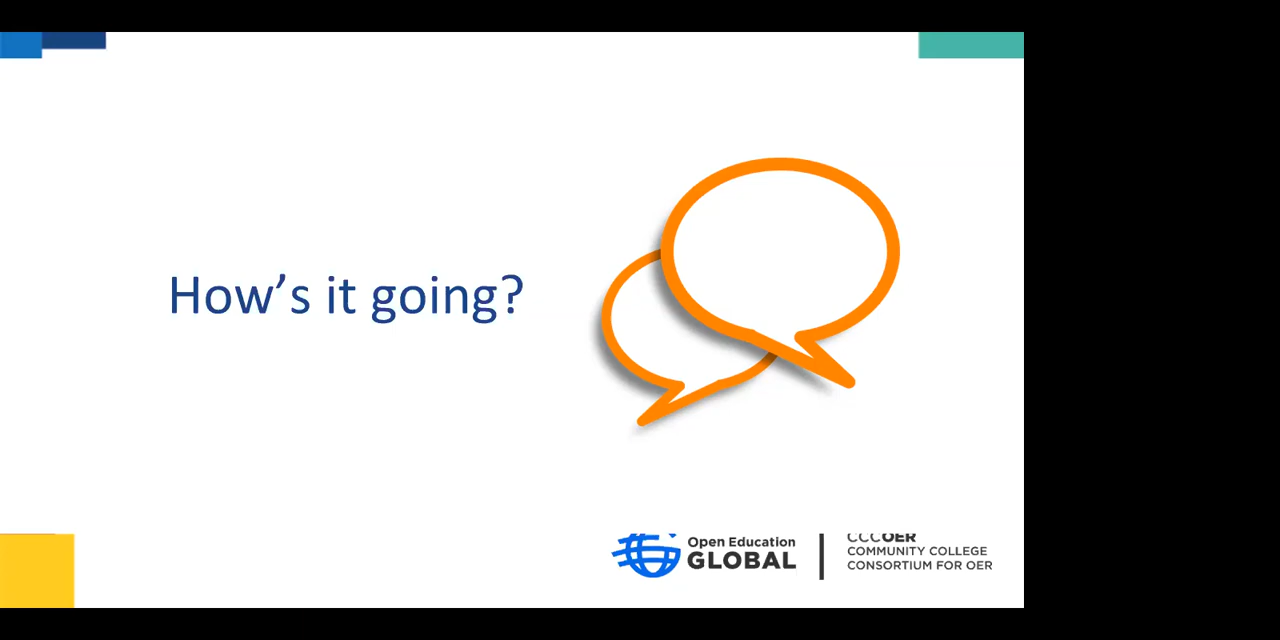 How’s it going?
Open Education
GLOBAL
CCCOER
COMMUNITY COLLEGE
CONSORTIUM FOR OER